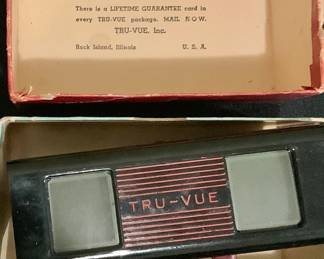 There is a LIFETIME GUARANTEE card in
every TRU-VUE package. MAIL NOW.
TRU-VUE, Inc.
Rock Island, Illinois U. S. A.
TRU-VUE